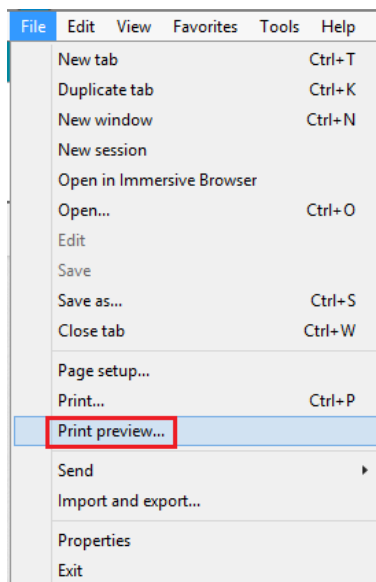 File Edit View Favorites Tools Help
New tab Ctrl+T
Duplicate tab Ctrl+K
New window Ctrl+N
New session
Open in Immersive Browser
Open... Ctrl+O
Edit
Save
Save as... Ctrl+S
Close tab Ctrl+W
Page setup...
Print... Ctrl+P
Print preview...
Send
Import and export...
Properties
Exit